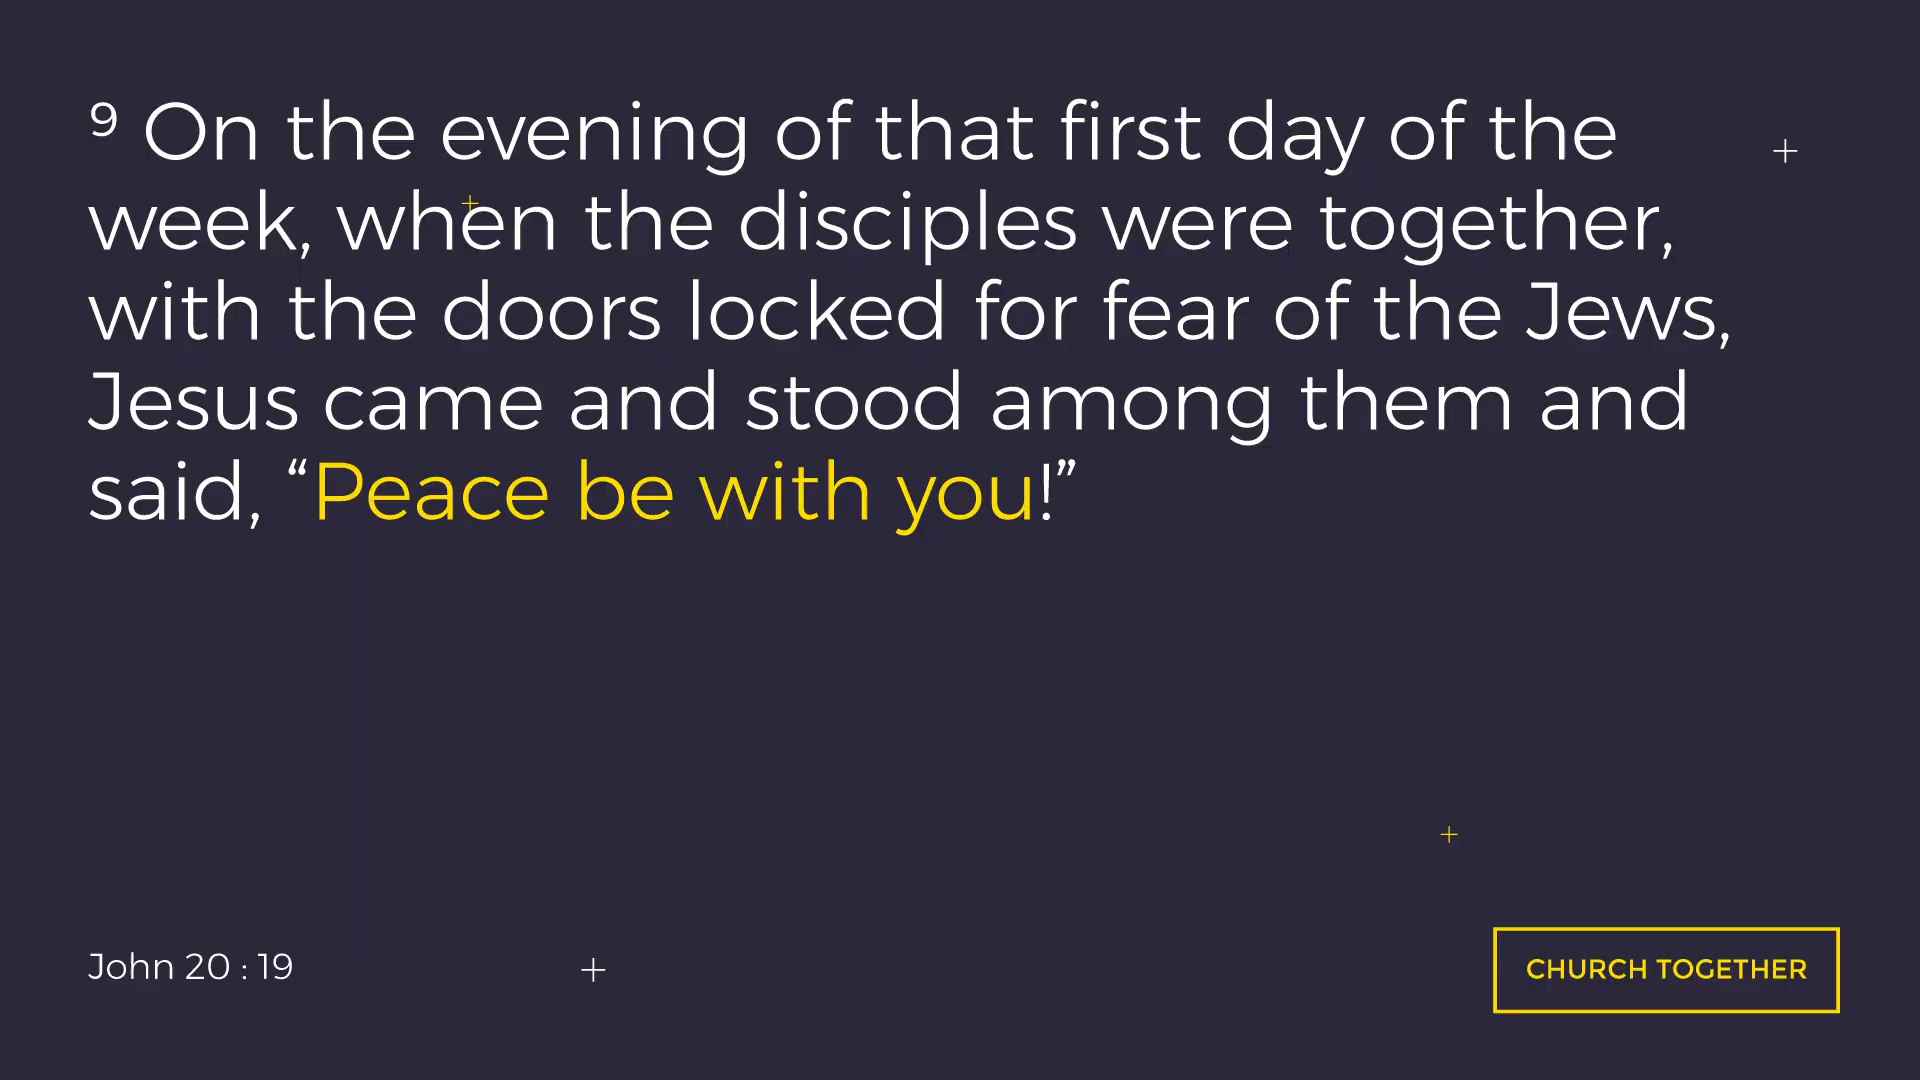 ⁹ On the evening of that first day of the
week, when the disciples were together,
with the doors locked for fear of the Jews,
Jesus came and stood among them and
said, “Peace be with you!”
John 20 : 19
CHURCH TOGETHER